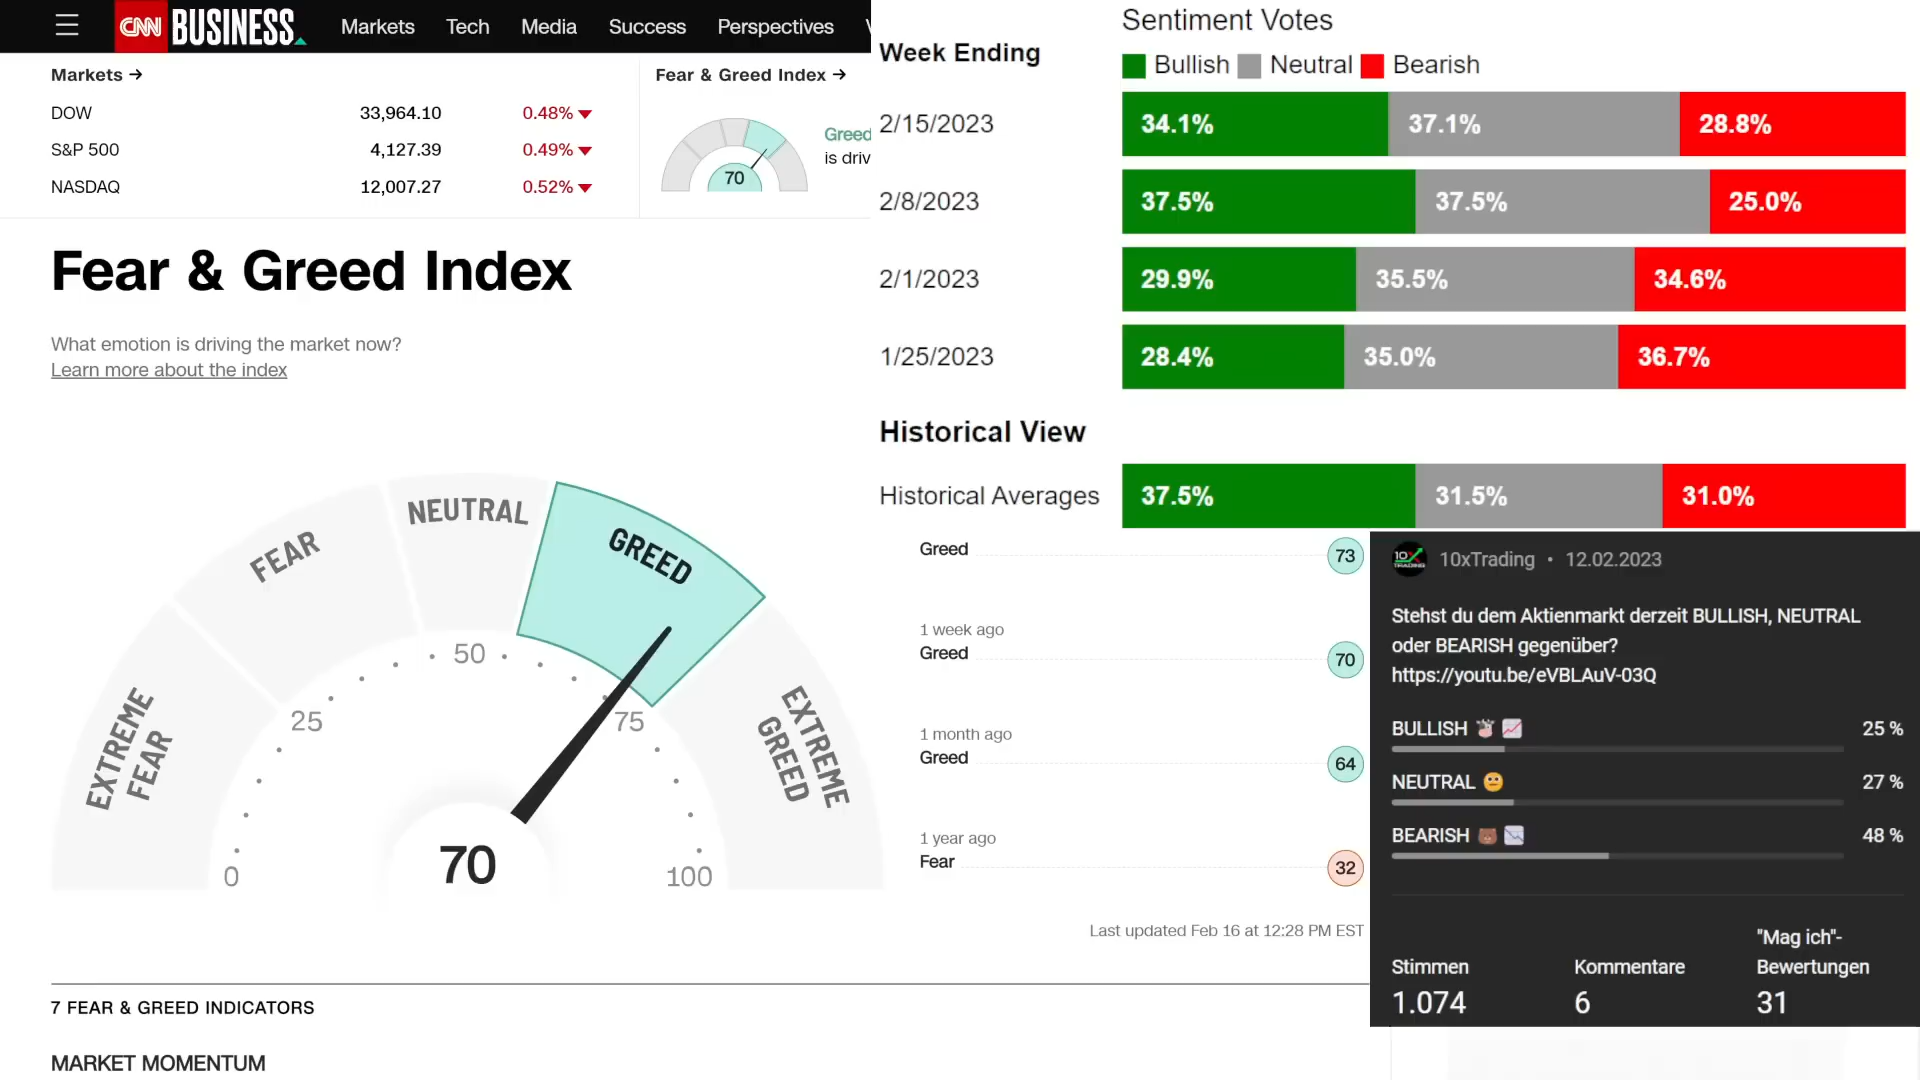 CNN BUSINESS Markets Tech Media Success Perspectives
Markets →
DOW 33,964.10 0.48%
S&P 500 4,127.39 0.49%
NASDAQ 12,007.27 0.52%
Fear & Greed Index →
Greed
is driv
70
Fear & Greed Index
What emotion is driving the market now?
Learn more about the index
EXTREME FEAR
FEAR
NEUTRAL
GREED
EXTREME GREED
0
25
50
75
100
70
Sentiment Votes
Week Ending
Bullish Neutral Bearish
2/15/2023 34.1% 37.1% 28.8%
2/8/2023 37.5% 37.5% 25.0%
2/1/2023 29.9% 35.5% 34.6%
1/25/2023 28.4% 35.0% 36.7%
Historical View
Historical Averages 37.5% 31.5% 31.0%
Greed 73
1 week ago
Greed 70
1 month ago
Greed 64
1 year ago
Fear 32
Last updated Feb 16 at 12:28 PM EST
10X TRADING
10xTrading • 12.02.2023
Stehst du dem Aktienmarkt derzeit BULLISH, NEUTRAL
oder BEARISH gegenüber?
https://youtu.be/eVBLAuV-03Q
BULLISH 🐮 📈 25 %
NEUTRAL 😐 27 %
BEARISH 🐻 📉 48 %
Stimmen
1.074
Kommentare
6
"Mag ich"-
Bewertungen
31
7 FEAR & GREED INDICATORS
MARKET MOMENTUM